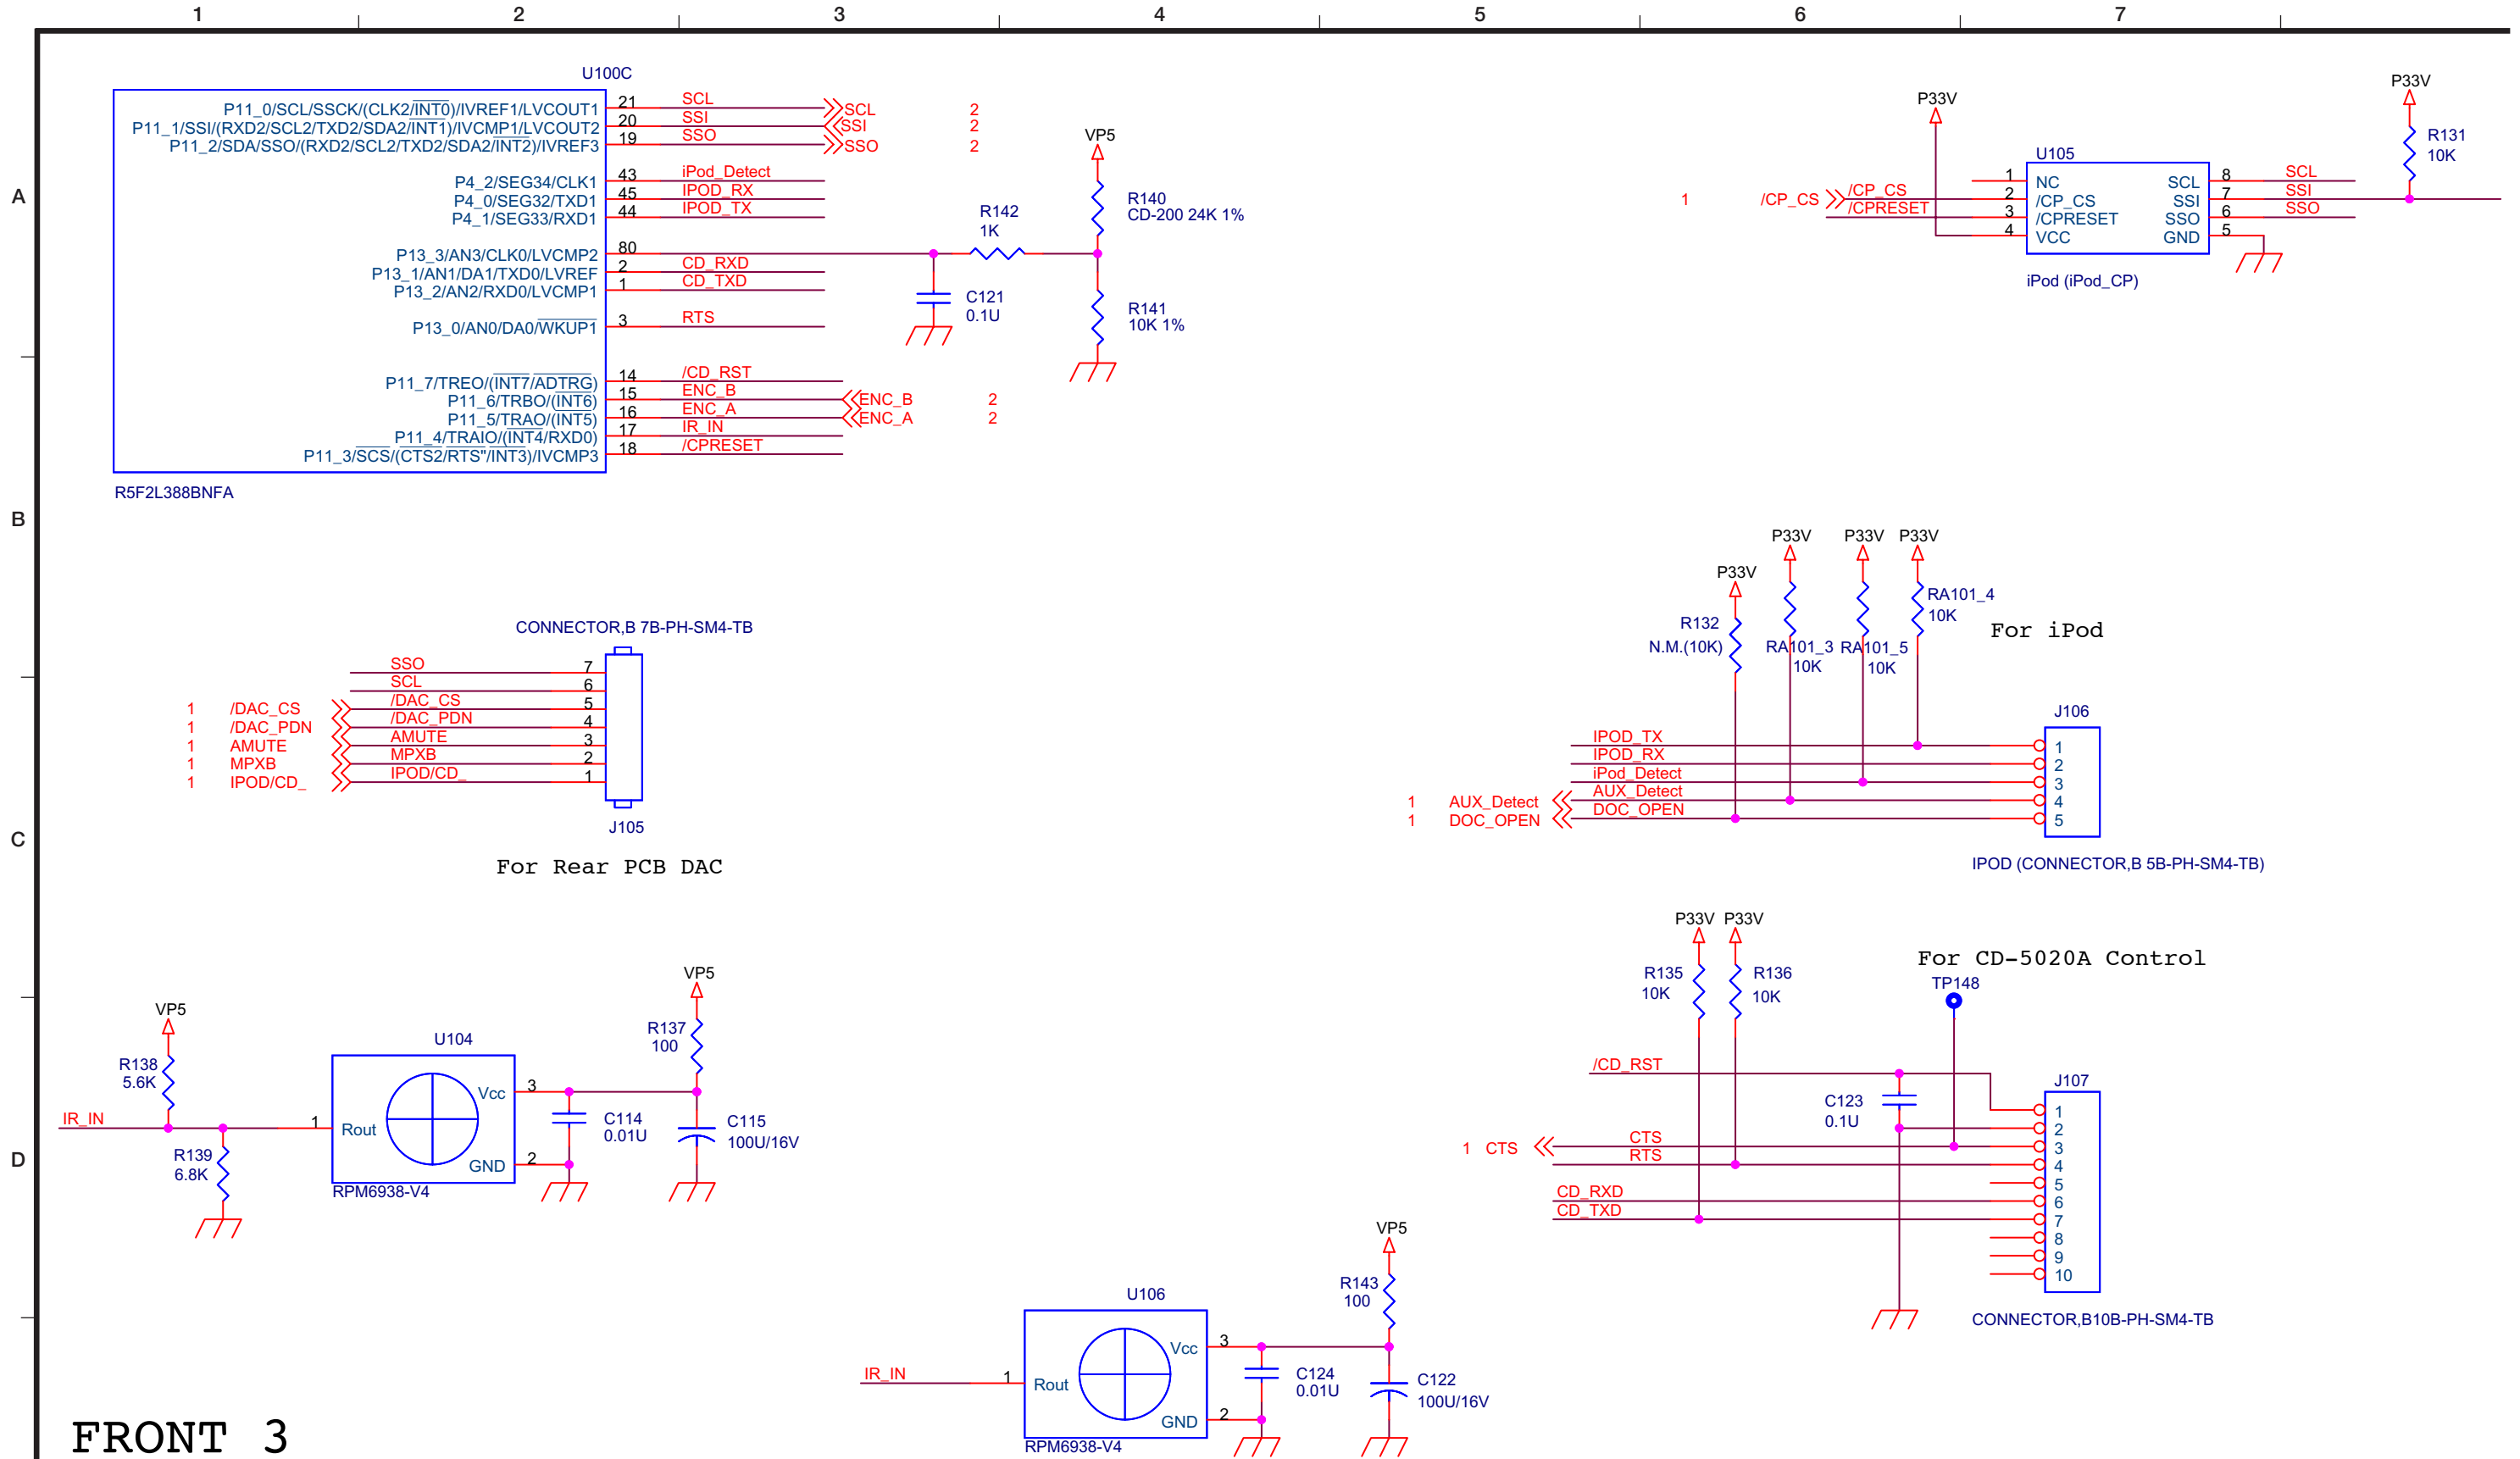 1 2 3 4 5 6 7
A
B
C
D
U100C
P11_0/SCL/SSCK/(CLK2/INT0)/IVREF1/LVCOUT1 21 SCL SCL 2
P11_1/SSI/(RXD2/SCL2/TXD2/SDA2/INT1)/IVCMP1/LVCOUT2 20 SSI SSI 2
P11_2/SDA/SSO/(RXD2/SCL2/TXD2/SDA2/INT2)/IVREF3 19 SSO SSO 2
P4_2/SEG34/CLK1 43 iPod_Detect
P4_0/SEG32/TXD1 45 IPOD_RX
P4_1/SEG33/RXD1 44 IPOD_TX
P13_3/AN3/CLK0/LVCMP2 80
P13_1/AN1/DA1/TXD0/LVREF 2 CD_RXD
P13_2/AN2/RXD0/LVCMP1 1 CD_TXD
P13_0/AN0/DA0/WKUP1 3 RTS
P11_7/TREO/(INT7/ADTRG) 14 /CD_RST
P11_6/TRBO/(INT6) 15 ENC_B ENC_B 2
P11_5/TRAO/(INT5) 16 ENC_A ENC_A 2
P11_4/TRAIO/(INT4/RXD0) 17 IR_IN
P11_3/SCS/(CTS2/RTS"/INT3)/IVCMP3 18 /CPRESET
R5F2L388BNFA
VP5
R140
CD-200 24K 1%
R142
1K
C121
0.1U
R141
10K 1%
P33V
P33V
R131
10K
U105
1 NC SCL 8 SCL
1 /CP_CS /CP_CS 2 /CP_CS SSI 7 SSI
/CPRESET 3 /CPRESET SSO 6 SSO
4 VCC GND 5
iPod (iPod_CP)
CONNECTOR,B 7B-PH-SM4-TB
SSO 7
SCL 6
1 /DAC_CS /DAC_CS 5
1 /DAC_PDN /DAC_PDN 4
1 AMUTE AMUTE 3
1 MPXB MPXB 2
1 IPOD/CD_ IPOD/CD_ 1
J105
For Rear PCB DAC
P33V P33V P33V
P33V
R132
N.M.(10K)
RA101_3
10K
RA101_5
10K
RA101_4
10K
For iPod
J106
IPOD_TX 1
IPOD_RX 2
iPod_Detect 3
1 AUX_Detect AUX_Detect 4
1 DOC_OPEN DOC_OPEN 5
IPOD (CONNECTOR,B 5B-PH-SM4-TB)
P33V P33V
R135
10K
R136
10K
For CD-5020A Control
TP148
/CD_RST
C123
0.1U
J107
1
2
1 CTS CTS 3
RTS 4
5
CD_RXD 6
CD_TXD 7
8
9
10
CONNECTOR,B10B-PH-SM4-TB
VP5
R138
5.6K
IR_IN
R139
6.8K
U104
1 Rout
Vcc 3
GND 2
RPM6938-V4
VP5
R137
100
C114
0.01U
C115
100U/16V
U106
IR_IN 1 Rout
Vcc 3
GND 2
RPM6938-V4
VP5
R143
100
C124
0.01U
C122
100U/16V
FRONT 3